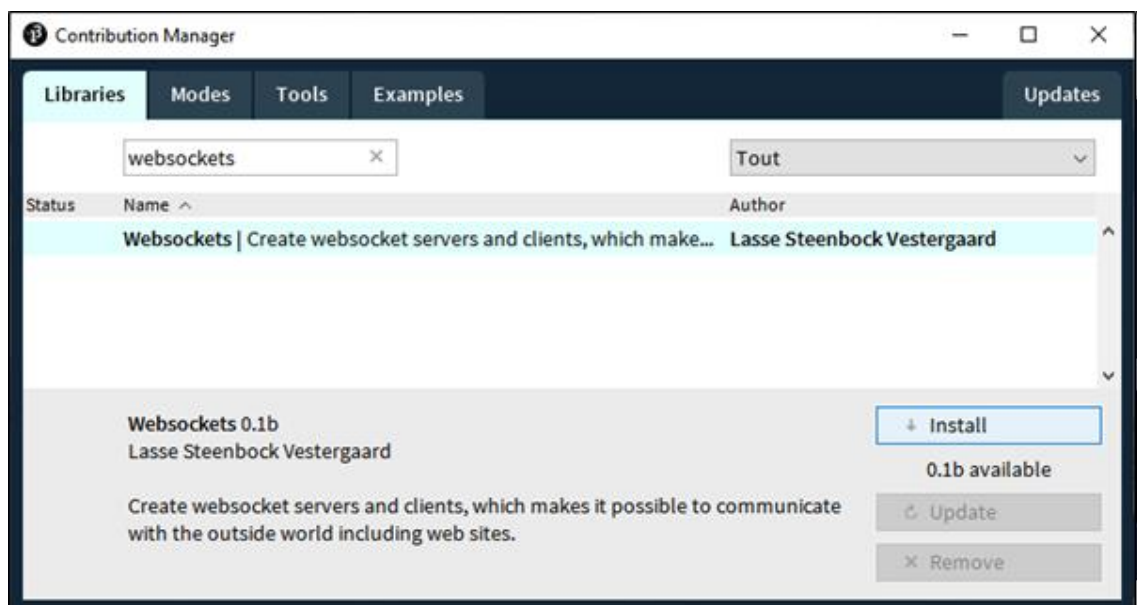 Contribution Manager
Libraries Modes Tools Examples Updates
websockets Tout
Status Name Author
Websockets | Create websocket servers and clients, which make... Lasse Steenbock Vestergaard
Websockets 0.1b
Lasse Steenbock Vestergaard
Create websocket servers and clients, which makes it possible to communicate
with the outside world including web sites.
Install
0.1b available
Update
Remove